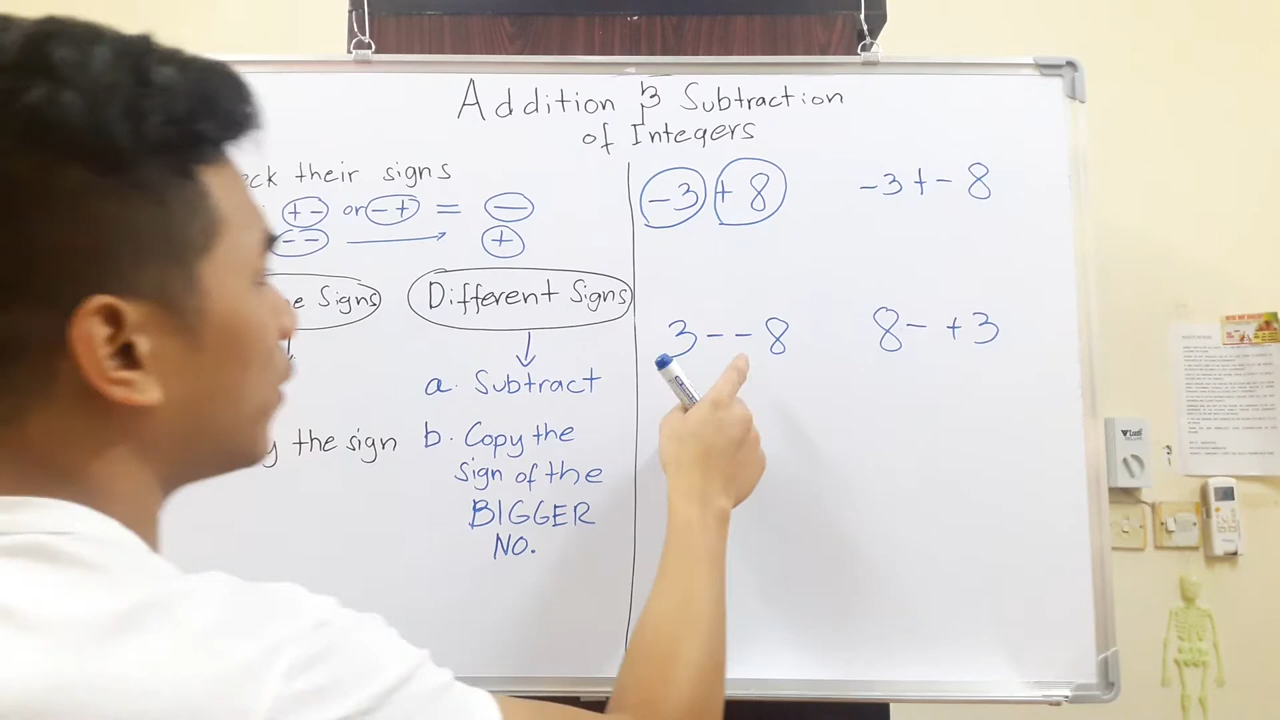 Addition & Subtraction
of Integers
their signs
+- or -+ = -
-- → +
Signs
Different Signs
a. Subtract
the sign
b. Copy the
sign of the
BIGGER
NO.
-3 + 8
-3 + - 8
3 - - 8
8 - + 3